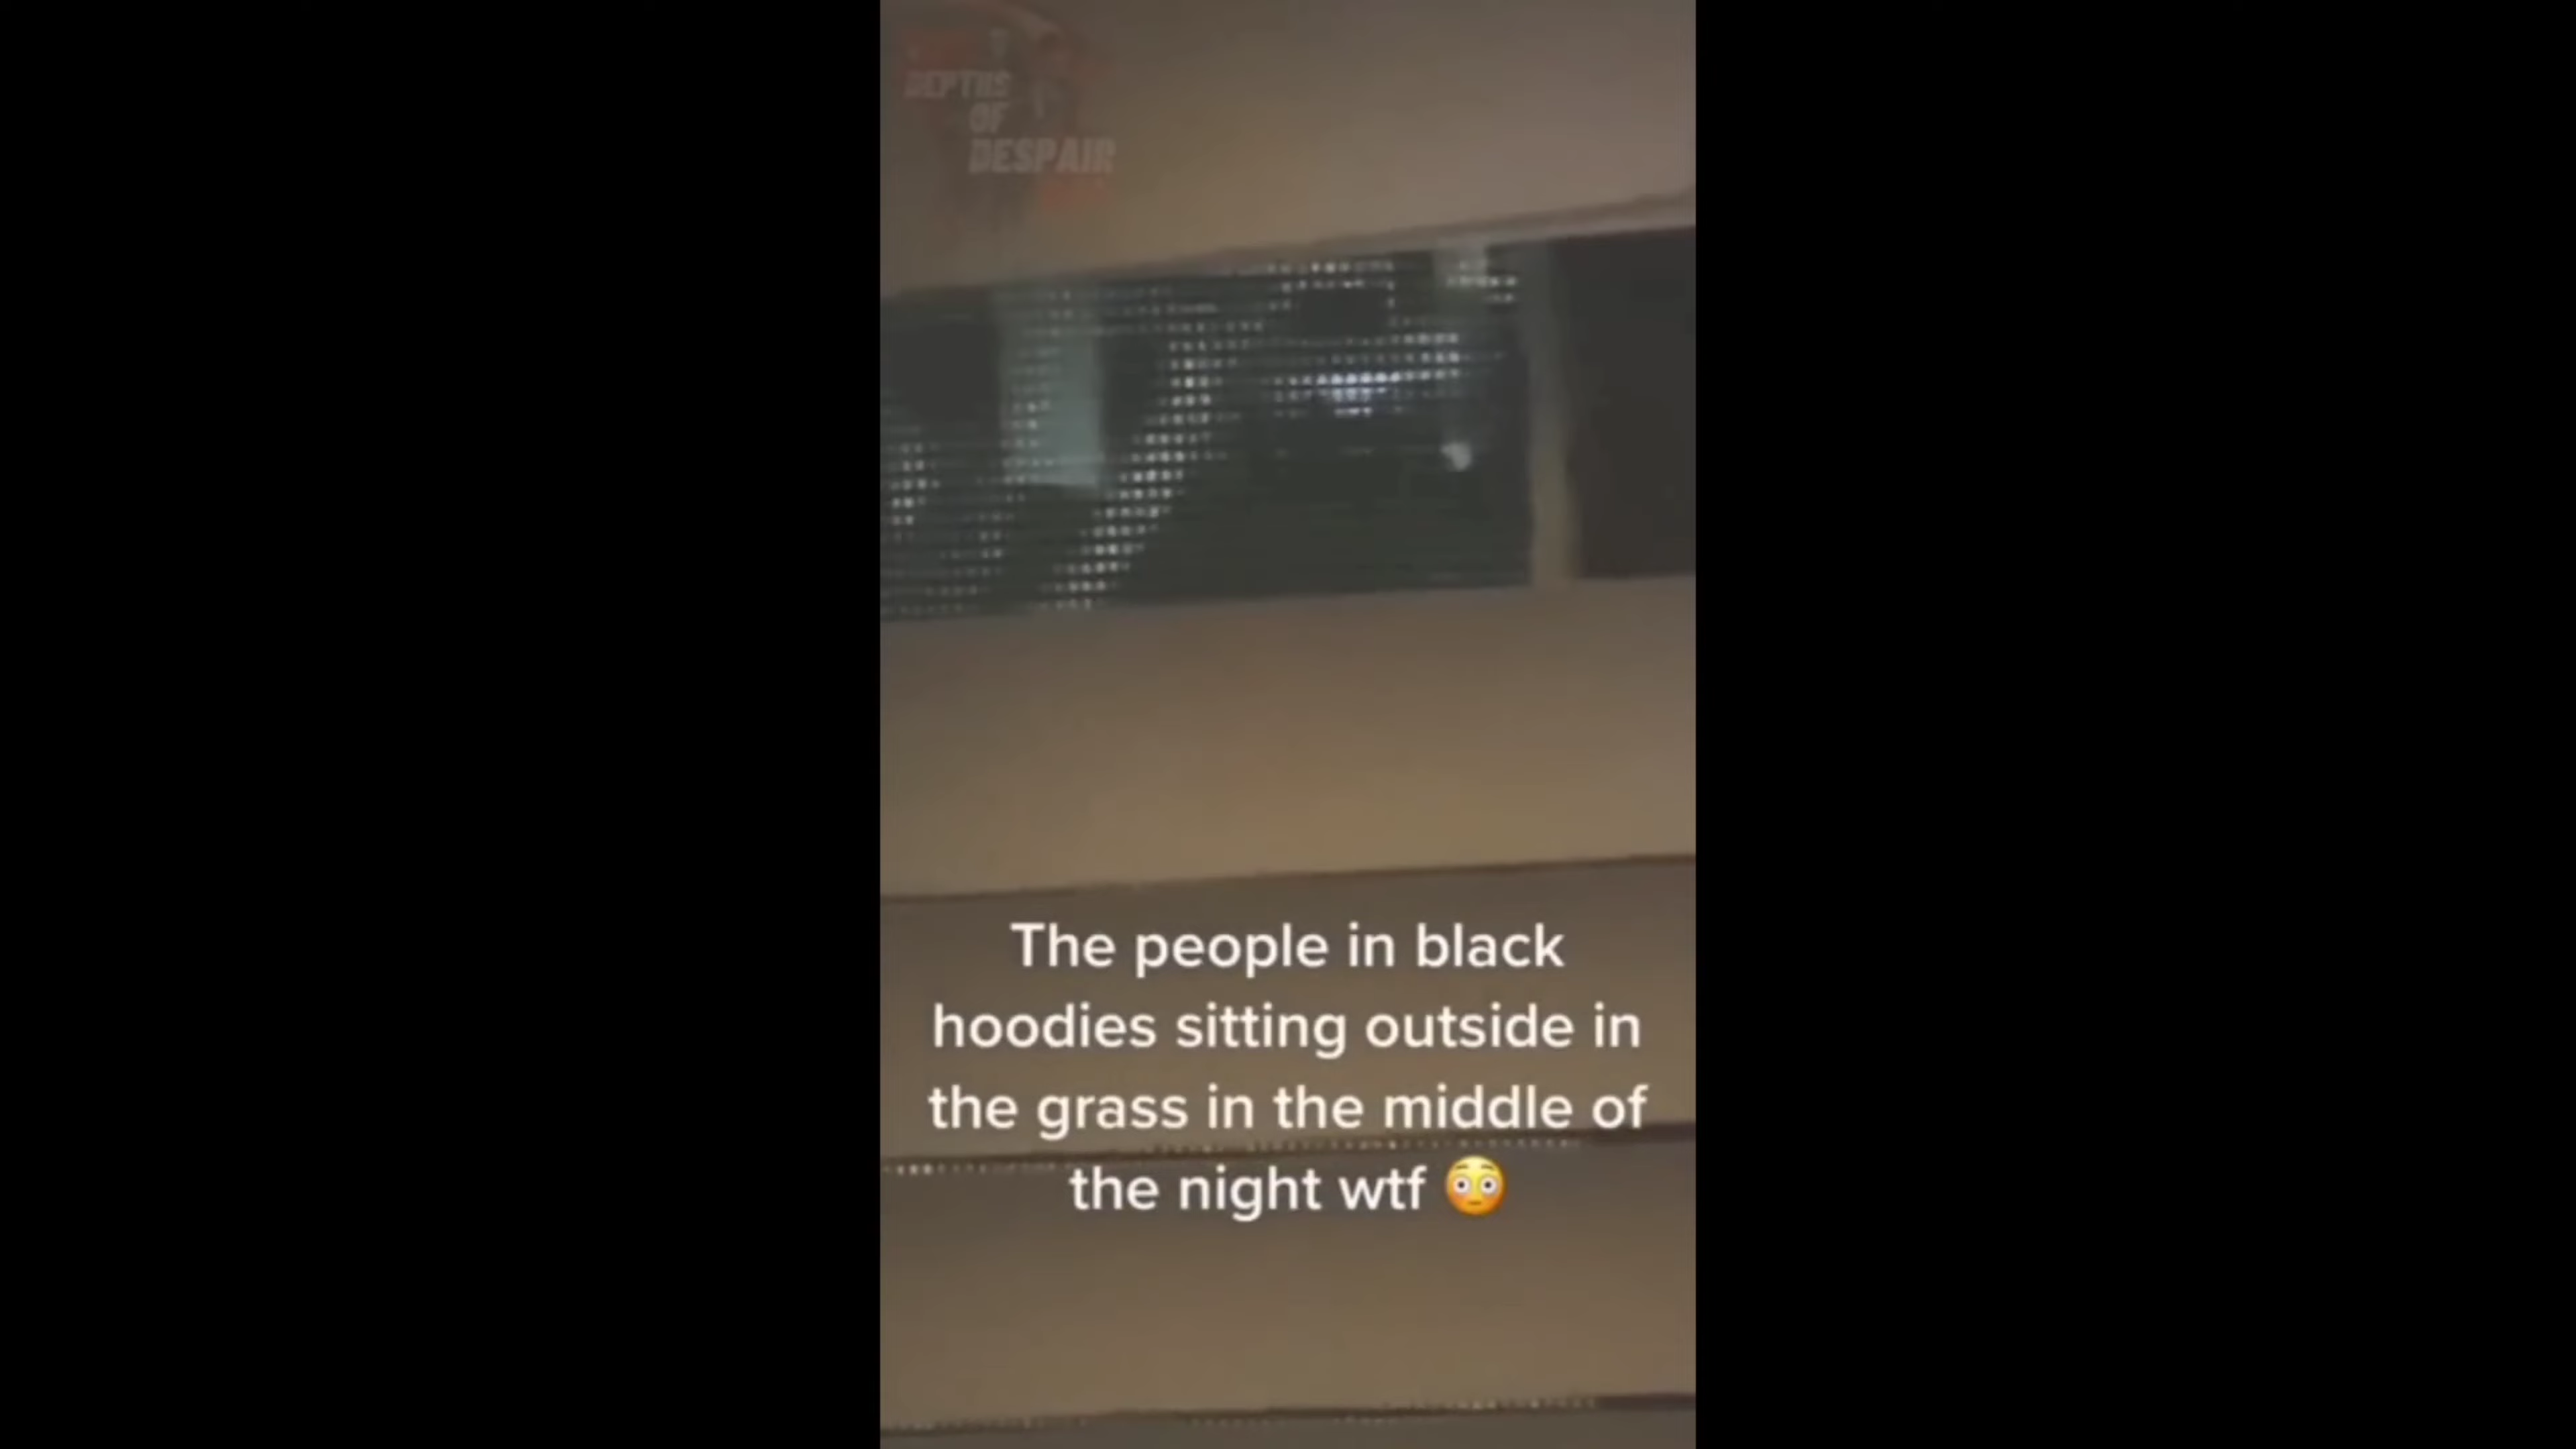 DEPTHS
OF
DESPAIR
The people in black
hoodies sitting outside in
the grass in the middle of
the night wtf 😳